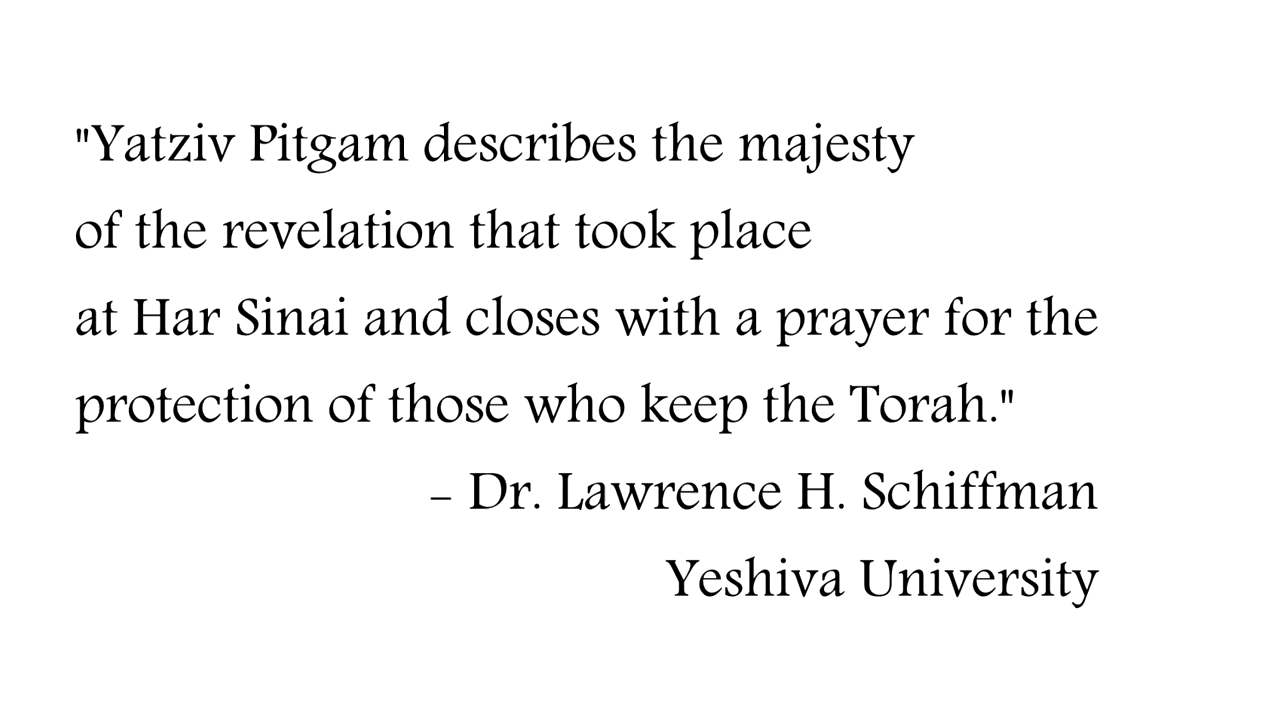 "Yatziv Pitgam describes the majesty
of the revelation that took place
at Har Sinai and closes with a prayer for the
protection of those who keep the Torah."
– Dr. Lawrence H. Schiffman
Yeshiva University